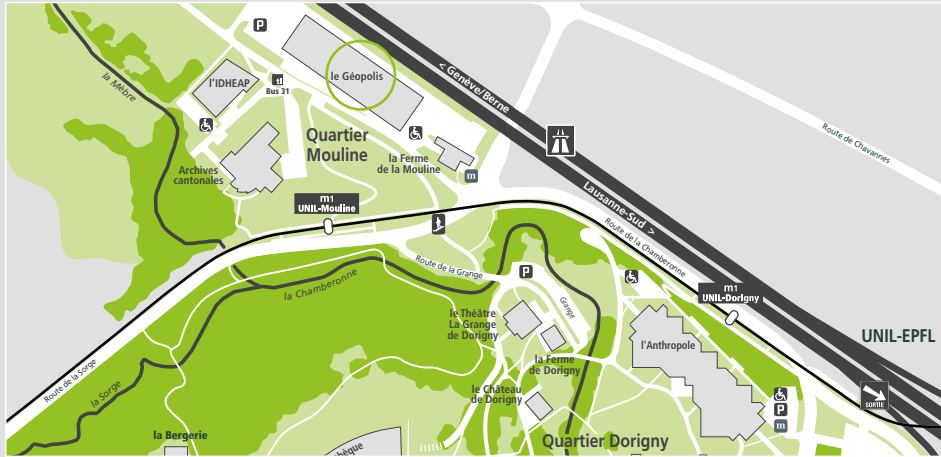 P
le Géopolis
l'IDHEAP
tl
Bus 31
la Mèbre
< Genève/Berne
Route de Chavannes
Quartier
Mouline
la Ferme
de la Mouline
m
Archives
cantonales
m1
UNIL-Mouline
Lausanne-Sud >
Route de la Chamberonne
Route de la Grange
P
Grange
la Chamberonne
m1
UNIL-Dorigny
le Théâtre
La Grange
de Dorigny
la Ferme
de Dorigny
l'Anthropole
UNIL-EPFL
Route de la Sorge
la Sorge
le Château
de Dorigny
SORTIE
P
m
la Bergerie
Quartier Dorigny
thèque